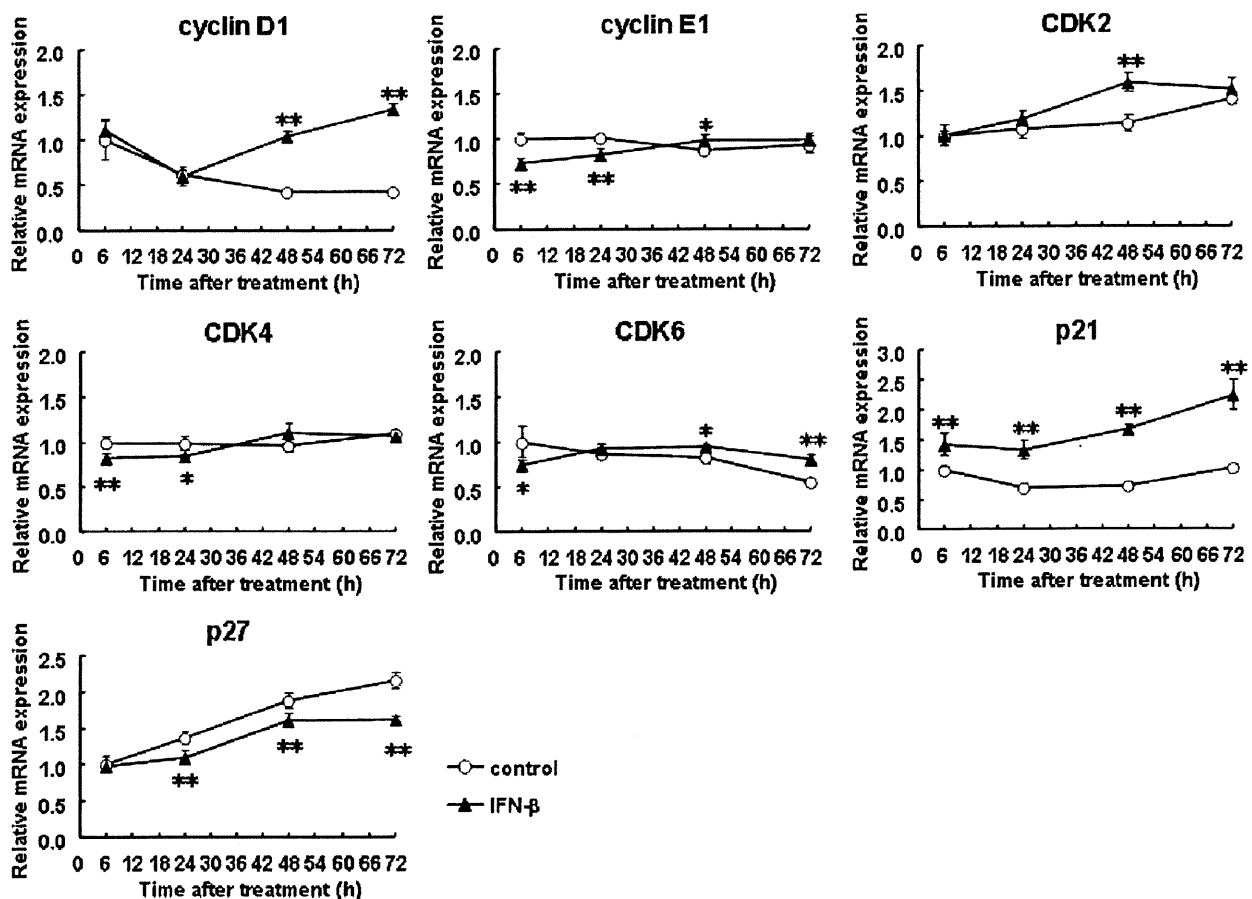 cyclin D1
Relative mRNA expression
2.0
1.5
1.0
0.5
0.0
** **
0 6 12 18 24 30 36 42 48 54 60 66 72
Time after treatment (h)
cyclin E1
Relative mRNA expression
2.0
1.5
1.0
0.5
0.0
** ** *
0 6 12 18 24 30 36 42 48 54 60 66 72
Time after treatment (h)
CDK2
Relative mRNA expression
2.0
1.5
1.0
0.5
0.0
**
0 6 12 18 24 30 36 42 48 54 60 66 72
Time after treatment (h)
CDK4
Relative mRNA expression
2.0
1.5
1.0
0.5
0.0
** *
0 6 12 18 24 30 36 42 48 54 60 66 72
Time after treatment (h)
CDK6
Relative mRNA expression
2.0
1.5
1.0
0.5
0.0
* * **
0 6 12 18 24 30 36 42 48 54 60 66 72
Time after treatment (h)
p21
Relative mRNA expression
3.0
2.5
2.0
1.5
1.0
0.5
0.0
** ** ** **
0 6 12 18 24 30 36 42 48 54 60 66 72
Time after treatment (h)
p27
Relative mRNA expression
2.5
2.0
1.5
1.0
0.5
0.0
** ** **
0 6 12 18 24 30 36 42 48 54 60 66 72
Time after treatment (h)
control
IFN-β